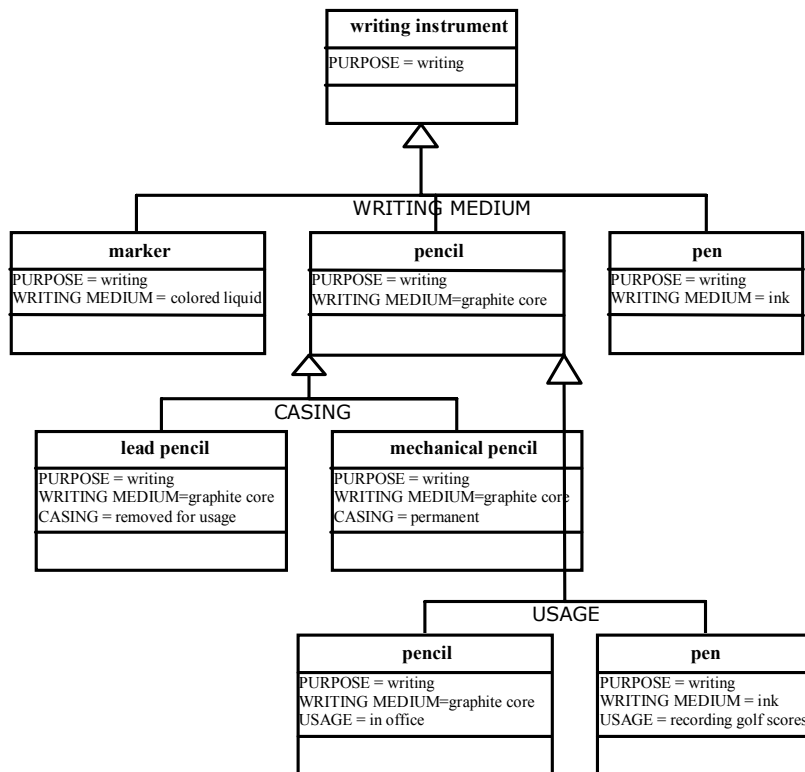 writing instrument
PURPOSE = writing
WRITING MEDIUM
marker
PURPOSE = writing
WRITING MEDIUM = colored liquid
pencil
PURPOSE = writing
WRITING MEDIUM=graphite core
pen
PURPOSE = writing
WRITING MEDIUM = ink
CASING
lead pencil
PURPOSE = writing
WRITING MEDIUM=graphite core
CASING = removed for usage
mechanical pencil
PURPOSE = writing
WRITING MEDIUM=graphite core
CASING = permanent
USAGE
pencil
PURPOSE = writing
WRITING MEDIUM=graphite core
USAGE = in office
pen
PURPOSE = writing
WRITING MEDIUM = ink
USAGE = recording golf scores